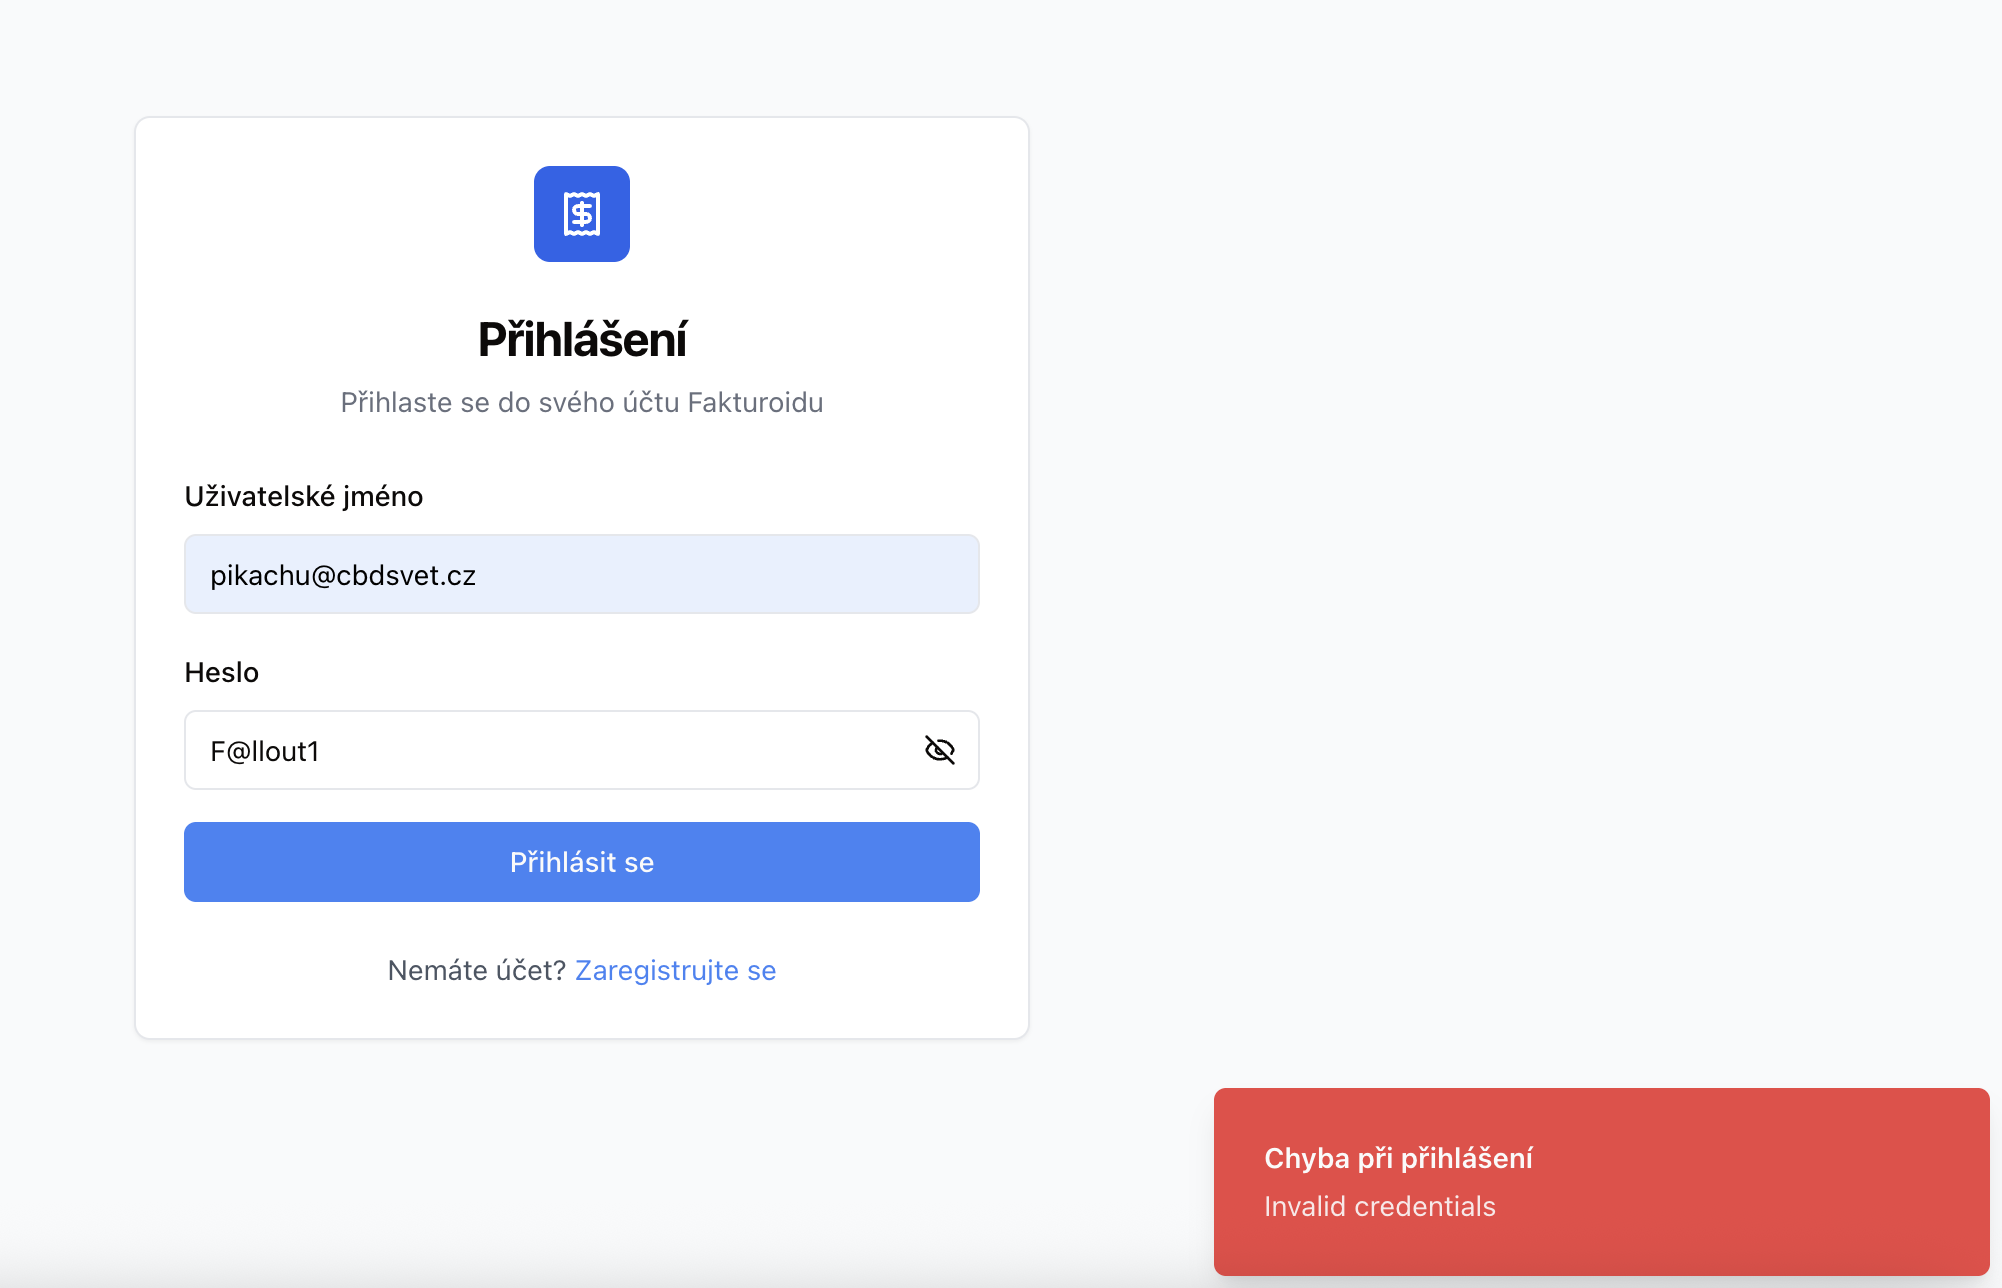 Přihlášení
Přihlaste se do svého účtu Fakturoidu
Uživatelské jméno
pikachu@cbdsvet.cz
Heslo
F@llout1
Přihlásit se
Nemáte účet? Zaregistrujte se
Chyba při přihlášení
Invalid credentials